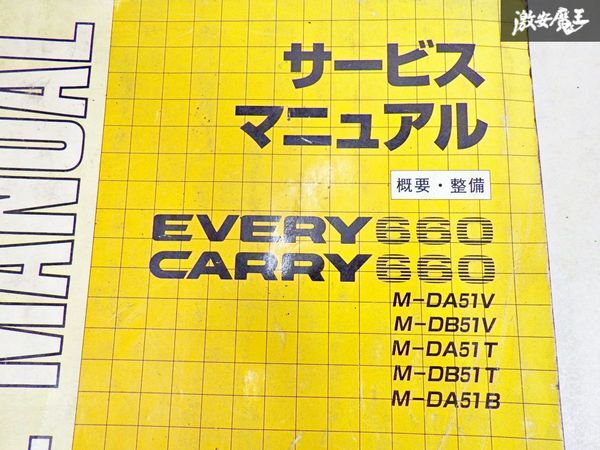 激安魔王
MANUAL
サービス
マニュアル
概要・整備
EVERY660
CARRY660
M-DA51V
M-DB51V
M-DA51T
M-DB51T
M-DA51B